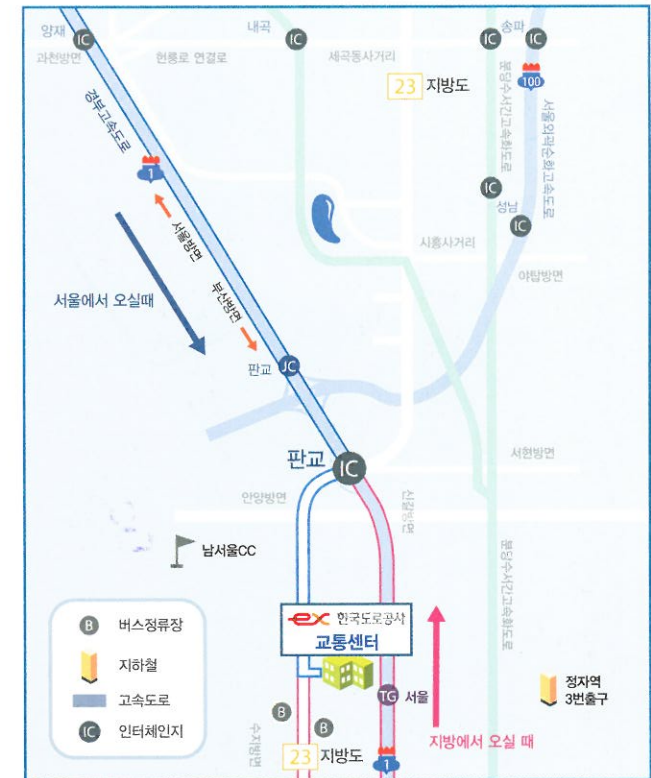 양재
IC
내곡
IC
IC
송파
IC
과천방면
헌릉로 연결로
세곡동사거리
23 지방도
100
경부고속도로
분당수서간고속화도로
서울외곽순환고속도로
1
IC
성남
IC
서울방면
시흥사거리
야탑방면
서울에서 오실때
부산방면
판교
JC
판교
IC
서현방면
안양방면
신갈방면
남서울CC
분당수서간고속화도로
ex 한국도로공사
교통센터
B 버스정류장
지하철
고속도로
IC 인터체인지
TG 서울
정자역
3번출구
B
B
수지방면
지방에서 오실 때
23 지방도
1